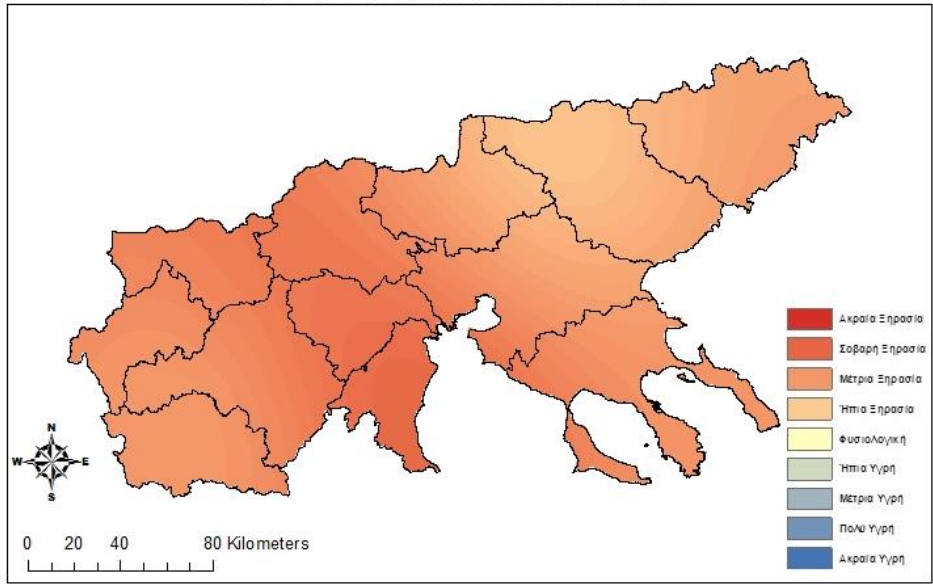 Ακραία Ξηρασία
Σοβαρή Ξηρασία
Μέτρια Ξηρασία
Ήπια Ξηρασία
Φυσιολογική
Ήπια Υγρή
Μέτρια Υγρή
Πολύ Υγρή
Ακραία Υγρή
N
W E
S
0 20 40 80 Kilometers